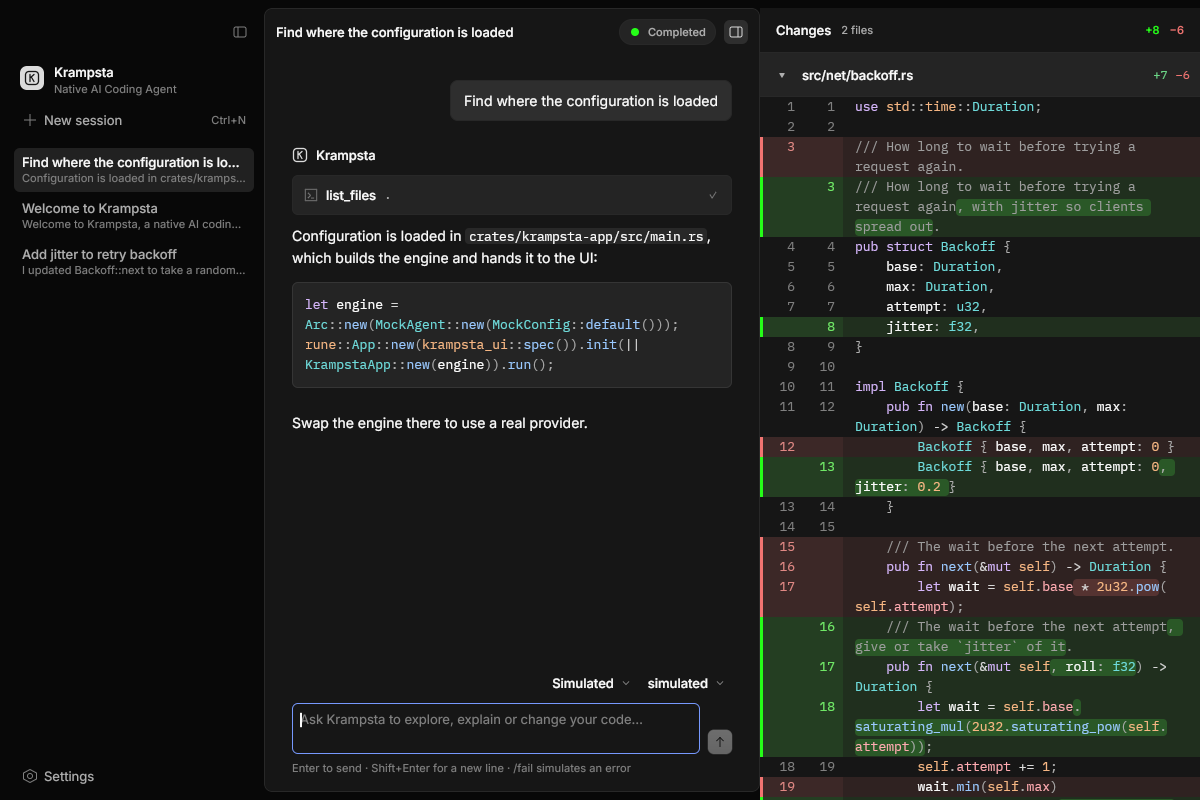 Krampsta
Native AI Coding Agent
New session Ctrl+N
Find where the configuration is lo...
Configuration is loaded in crates/kramps...
Welcome to Krampsta
Welcome to Krampsta, a native AI codin...
Add jitter to retry backoff
I updated Backoff::next to take a random...
Settings
Find where the configuration is loaded
Completed
Find where the configuration is loaded
Krampsta
list_files .
Configuration is loaded in crates/krampsta-app/src/main.rs,
which builds the engine and hands it to the UI:
let engine =
Arc::new(MockAgent::new(MockConfig::default()));
rune::App::new(krampsta_ui::spec()).init(||
KrampstaApp::new(engine)).run();
Swap the engine there to use a real provider.
Simulated simulated
Ask Krampsta to explore, explain or change your code...
Enter to send · Shift+Enter for a new line · /fail simulates an error
Changes 2 files +8 −6
src/net/backoff.rs +7 −6
1 1 use std::time::Duration;
2 2
3 /// How long to wait before trying a
request again.
3 /// How long to wait before trying a
request again, with jitter so clients
spread out.
4 4 pub struct Backoff {
5 5 base: Duration,
6 6 max: Duration,
7 7 attempt: u32,
8 jitter: f32,
8 9 }
9 10
10 11 impl Backoff {
11 12 pub fn new(base: Duration, max:
Duration) -> Backoff {
12 Backoff { base, max, attempt: 0 }
13 Backoff { base, max, attempt: 0,
jitter: 0.2 }
13 14 }
14 15
15 /// The wait before the next attempt.
16 pub fn next(&mut self) -> Duration {
17 let wait = self.base * 2u32.pow(
self.attempt);
16 /// The wait before the next attempt,
give or take `jitter` of it.
17 pub fn next(&mut self, roll: f32) ->
Duration {
18 let wait = self.base.
saturating_mul(2u32.saturating_pow(self.
attempt));
18 19 self.attempt += 1;
19 wait.min(self.max)